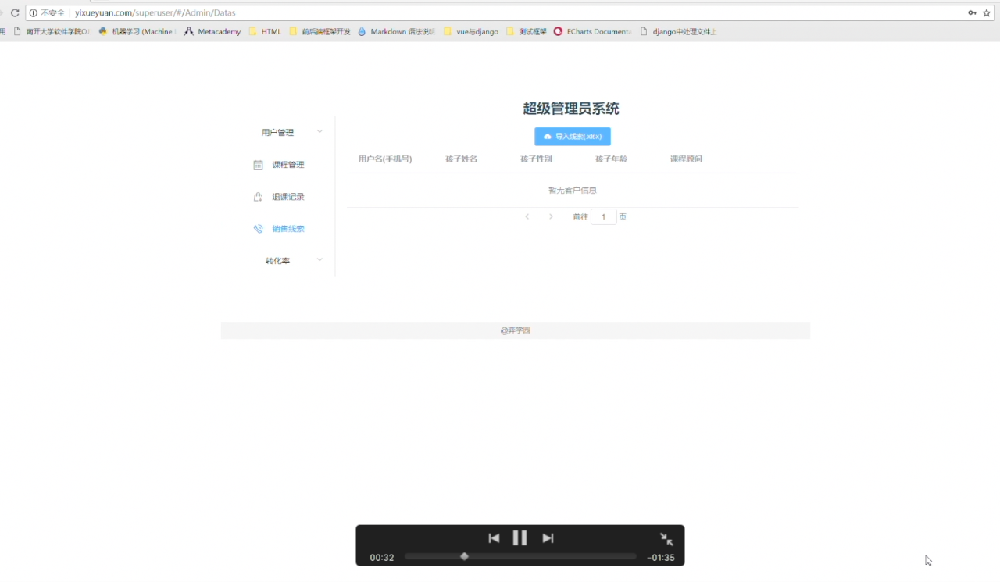 不安全 | yixueyuan.com/superuser/#/Admin/Datas
用 南开大学软件学院OJ 机器学习 (Machine L Metacademy HTML 前后端框架开发 Markdown 语法说明 vue与django 测试框架 ECharts Documenta django中处理文件上
超级管理员系统
用户管理
课程管理
退课记录
销售线索
转化率
导入线索(.xlsx)
用户名(手机号) 孩子姓名 孩子性别 孩子年龄 课程顾问
暂无客户信息
前往 1 页
@弈学园
00:32 -01:35